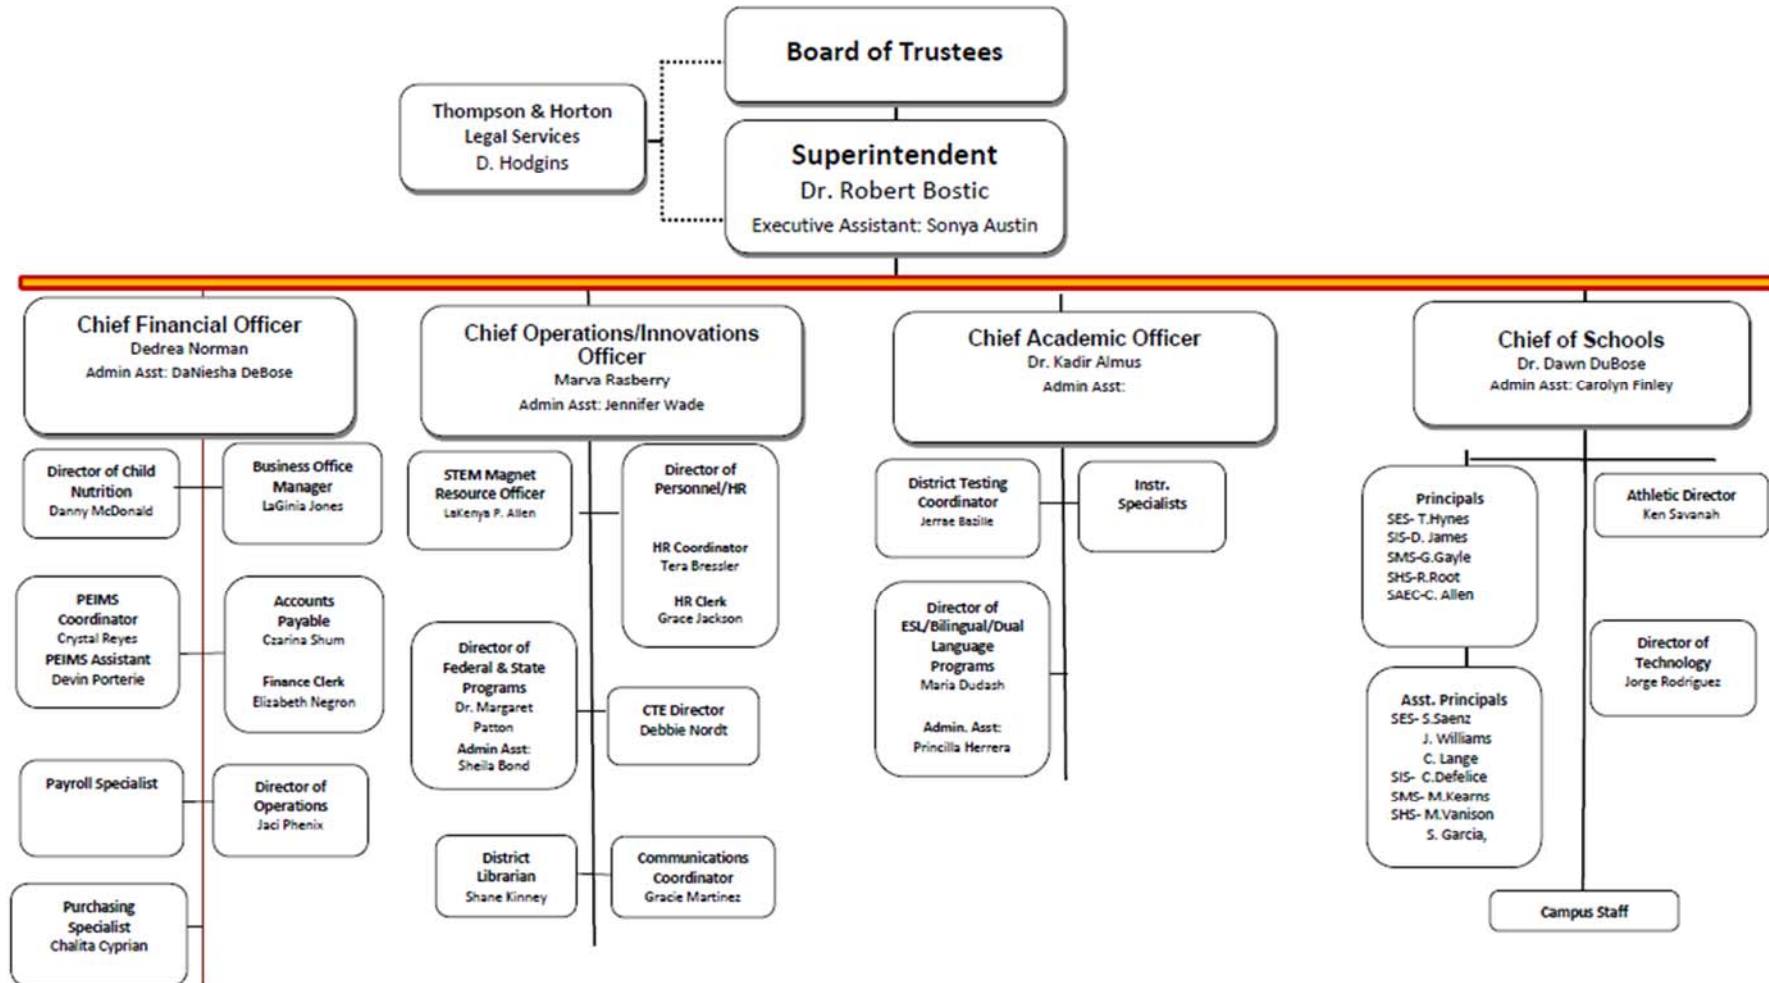 Board of Trustees
Thompson & Horton
Legal Services
D. Hodgins
Superintendent
Dr. Robert Bostic
Executive Assistant: Sonya Austin
Chief Financial Officer
Dedrea Norman
Admin Asst: DaNiesha DeBose
Chief Operations/Innovations
Officer
Marva Rasberry
Admin Asst: Jennifer Wade
Chief Academic Officer
Dr. Kadir Almus
Admin Asst:
Chief of Schools
Dr. Dawn DuBose
Admin Asst: Carolyn Finley
Director of Child
Nutrition
Danny McDonald
Business Office
Manager
LaGinia Jones
PEIMS
Coordinator
Crystal Reyes
PEIMS Assistant
Devin Porterie
Accounts
Payable
Czarina Shum
Finance Clerk
Elizabeth Negron
Payroll Specialist
Director of
Operations
Jaci Phenix
Purchasing
Specialist
Chalita Cyprian
STEM Magnet
Resource Officer
LaKenya P. Allen
Director of
Personnel/HR
HR Coordinator
Tera Bressler
HR Clerk
Grace Jackson
Director of
Federal & State
Programs
Dr. Margaret
Patton
Admin Asst:
Sheila Bond
CTE Director
Debbie Nordt
District
Librarian
Shane Kinney
Communications
Coordinator
Gracie Martinez
District Testing
Coordinator
Jerrae Bazille
Instr.
Specialists
Director of
ESL/Bilingual/Dual
Language
Programs
Maria Dudash
Admin. Asst:
Princilla Herrera
Principals
SES- T.Hynes
SIS-D. James
SMS-G.Gayle
SHS-R.Root
SAEC-C. Allen
Athletic Director
Ken Savanah
Asst. Principals
SES- S.Saenz
J. Williams
C. Lange
SIS- C.Defelice
SMS- M.Kearns
SHS- M.Vanison
S. Garcia,
Director of
Technology
Jorge Rodriguez
Campus Staff